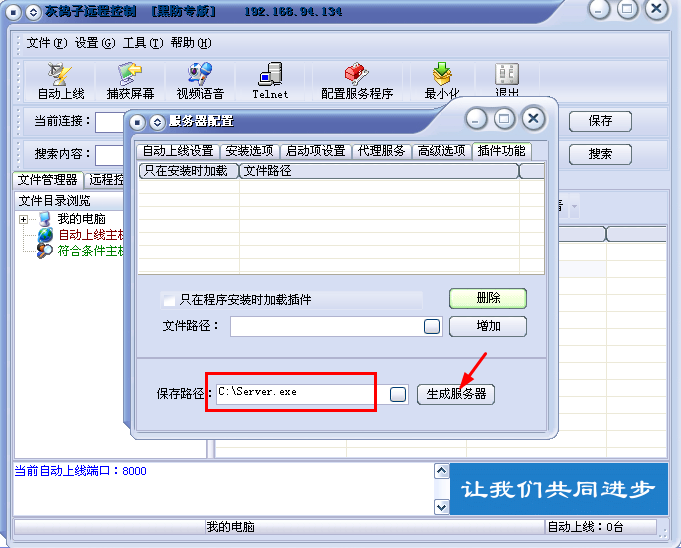 灰鸽子远程控制 [黑防专版] 192.168.94.134
文件(F) 设置(G) 工具(T) 帮助(H)
自动上线 捕获屏幕 视频语音 Telnet 配置服务程序 最小化 退出
当前连接: 保存
搜索内容: 搜索
文件管理器 远程控
文件目录浏览
我的电脑
自动上线主机
符合条件主机
服务器配置
自动上线设置 安装选项 启动项设置 代理服务 高级选项 插件功能
只在安装时加载 文件路径
只在程序安装时加载插件 删除
文件路径: 增加
保存路径: C:\Server.exe 生成服务器
当前自动上线端口:8000
让我们共同进步
我的电脑 自动上线:0台